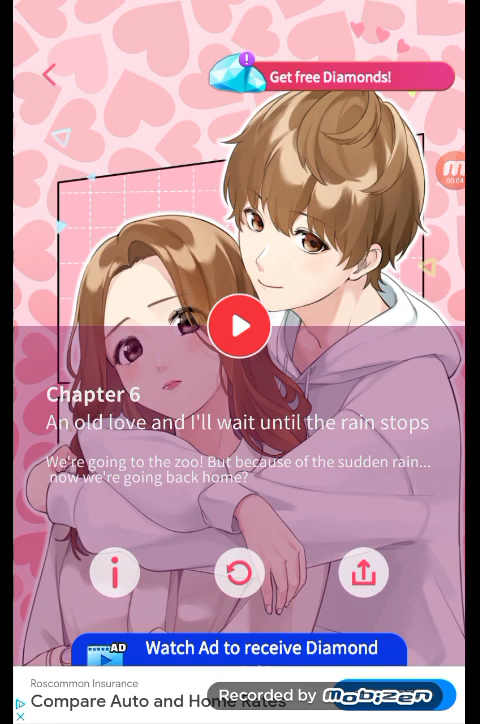 !
Get free Diamonds!
00:04
Chapter 6
An old love and I'll wait until the rain stops
We're going to the zoo! But because of the sudden rain...
now we're going back home?
AD
Watch Ad to receive Diamond
Roscommon Insurance
Compare Auto and Home Rates
Recorded by mobizen